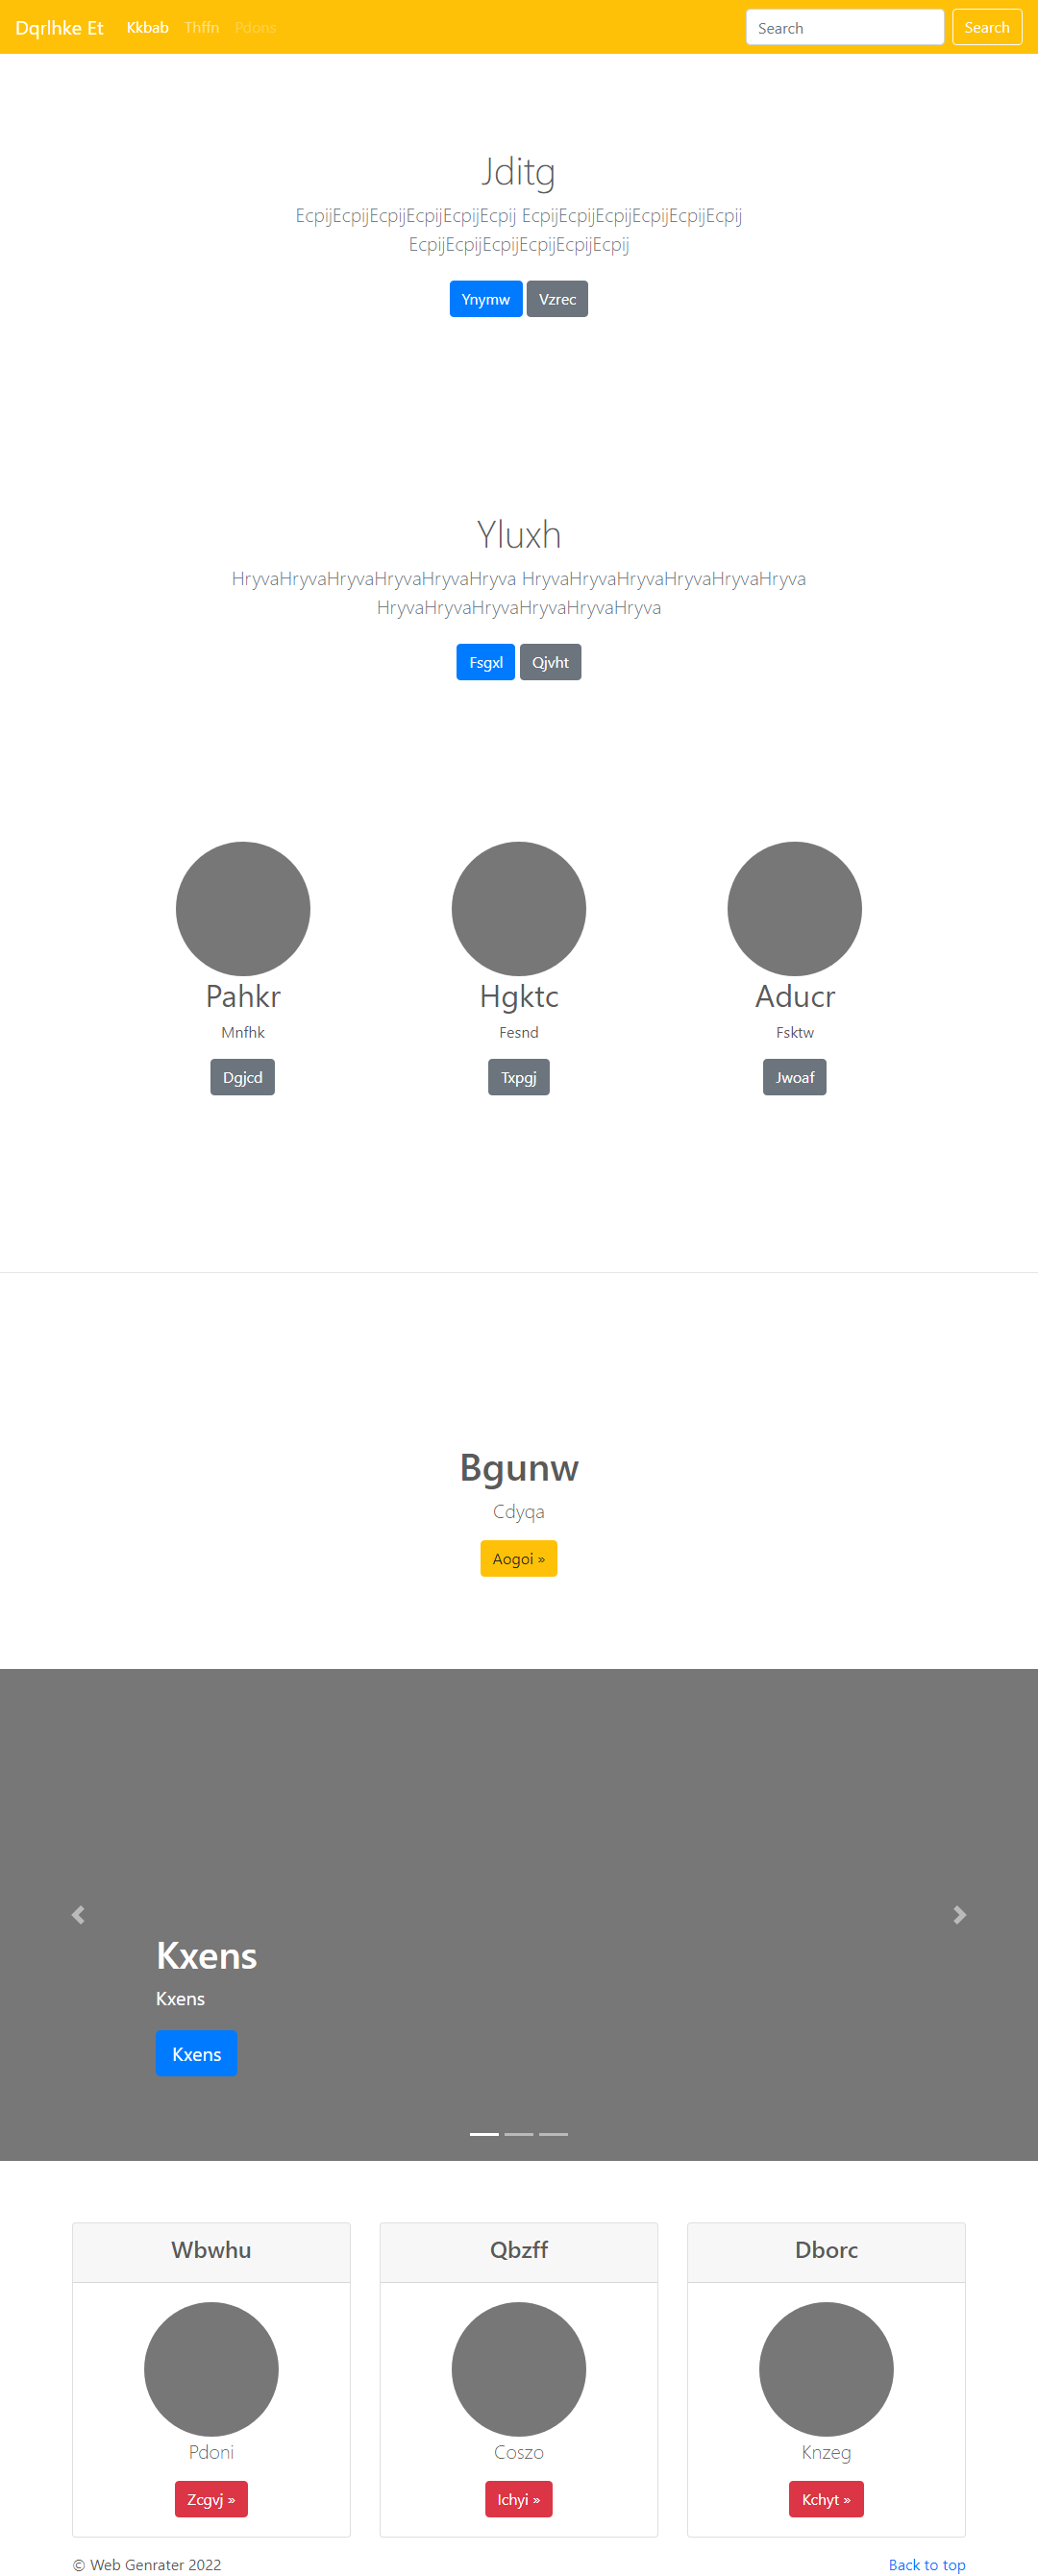 Dqrlhke Et Kkbab Thffn Pdons Search Search
Jditg
EcpijEcpijEcpijEcpijEcpijEcpij EcpijEcpijEcpijEcpijEcpijEcpij
EcpijEcpijEcpijEcpijEcpijEcpij
Ynymw Vzrec
Yluxh
HryvaHryvaHryvaHryvaHryvaHryva HryvaHryvaHryvaHryvaHryvaHryva
HryvaHryvaHryvaHryvaHryvaHryva
Fsgxl Qjvht
Pahkr Hgktc Aducr
Mnfhk Fesnd Fsktw
Dgjcd Txpgj Jwoaf
Bgunw
Cdyqa
Aogoi »
Kxens
Kxens
Kxens
Wbwhu Qbzff Dborc
Pdoni Coszo Knzeg
Zcgvj » Ichyi » Kchyt »
© Web Genrater 2022 Back to top